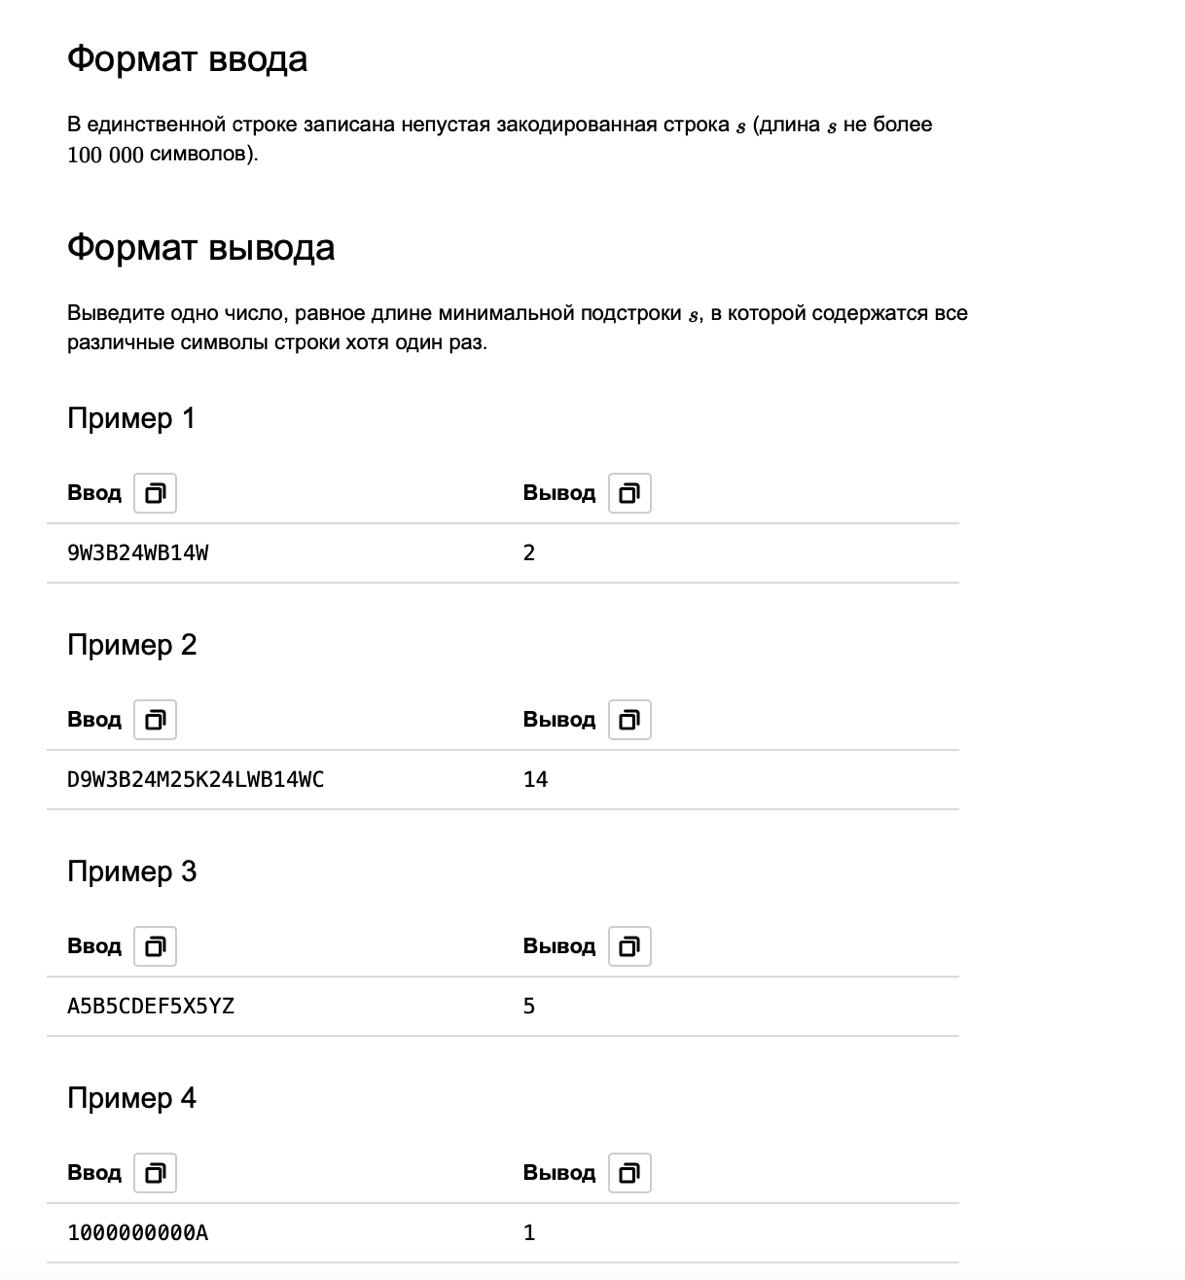 Формат ввода
В единственной строке записана непустая закодированная строка s (длина s не более
100 000 символов).
Формат вывода
Выведите одно число, равное длине минимальной подстроки s, в которой содержатся все
различные символы строки хотя один раз.
Пример 1
Ввод Вывод
9W3B24WB14W 2
Пример 2
Ввод Вывод
D9W3B24M25K24LWB14WC 14
Пример 3
Ввод Вывод
A5B5CDEF5X5YZ 5
Пример 4
Ввод Вывод
1000000000A 1